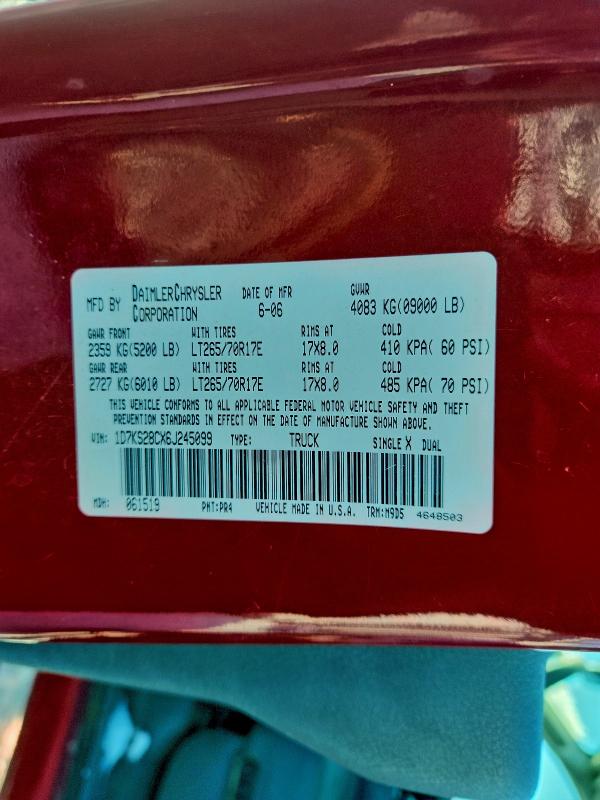 MFD BY DAIMLERCHRYSLER CORPORATION DATE OF MFR 6-06 GVWR 4083 KG(09000 LB)
GAWR FRONT WITH TIRES RIMS AT COLD
2359 KG(5200 LB) LT265/70R17E 17X8.0 410 KPA( 60 PSI)
GAWR REAR WITH TIRES RIMS AT COLD
2727 KG(6010 LB) LT265/70R17E 17X8.0 485 KPA( 70 PSI)
THIS VEHICLE CONFORMS TO ALL APPLICABLE FEDERAL MOTOR VEHICLE SAFETY AND THEFT
PREVENTION STANDARDS IN EFFECT ON THE DATE OF MANUFACTURE SHOWN ABOVE.
VIN: 1D7KS28CX6J245099 TYPE: TRUCK SINGLE X DUAL
MDH: 061519 PNT:PR4 VEHICLE MADE IN U.S.A. TRM:M9D5 4648503